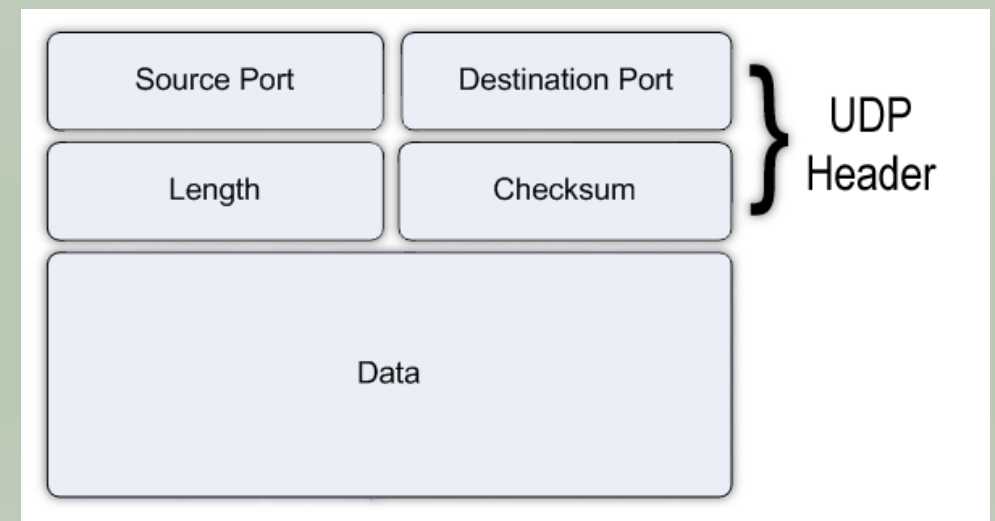 Source Port
Destination Port
UDP
Header
Length
Checksum
Data